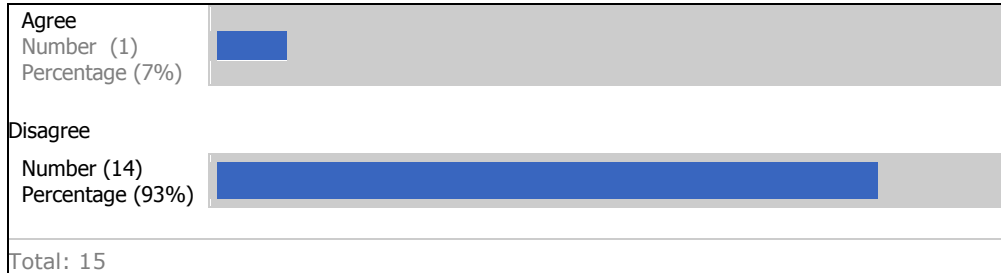 Agree
Number (1)
Percentage (7%)
Disagree
Number (14)
Percentage (93%)
Total: 15